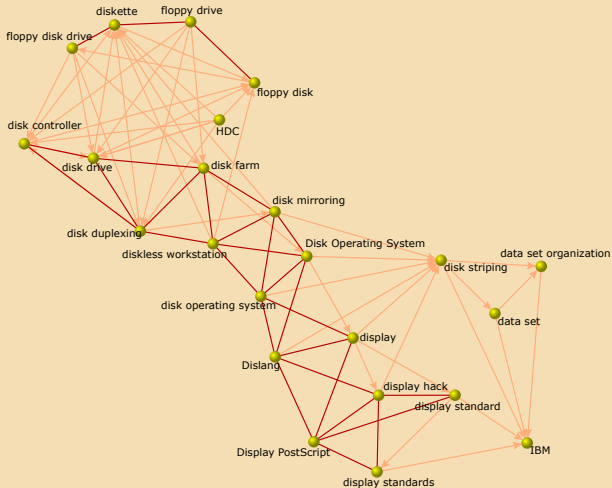 floppy drive
diskette
floppy disk drive
floppy disk
disk controller
HDC
disk drive
disk farm
disk mirroring
disk duplexing
Disk Operating System
diskless workstation
data set organization
disk striping
disk operating system
data set
display
Dislang
display hack
display standard
Display PostScript
IBM
display standards